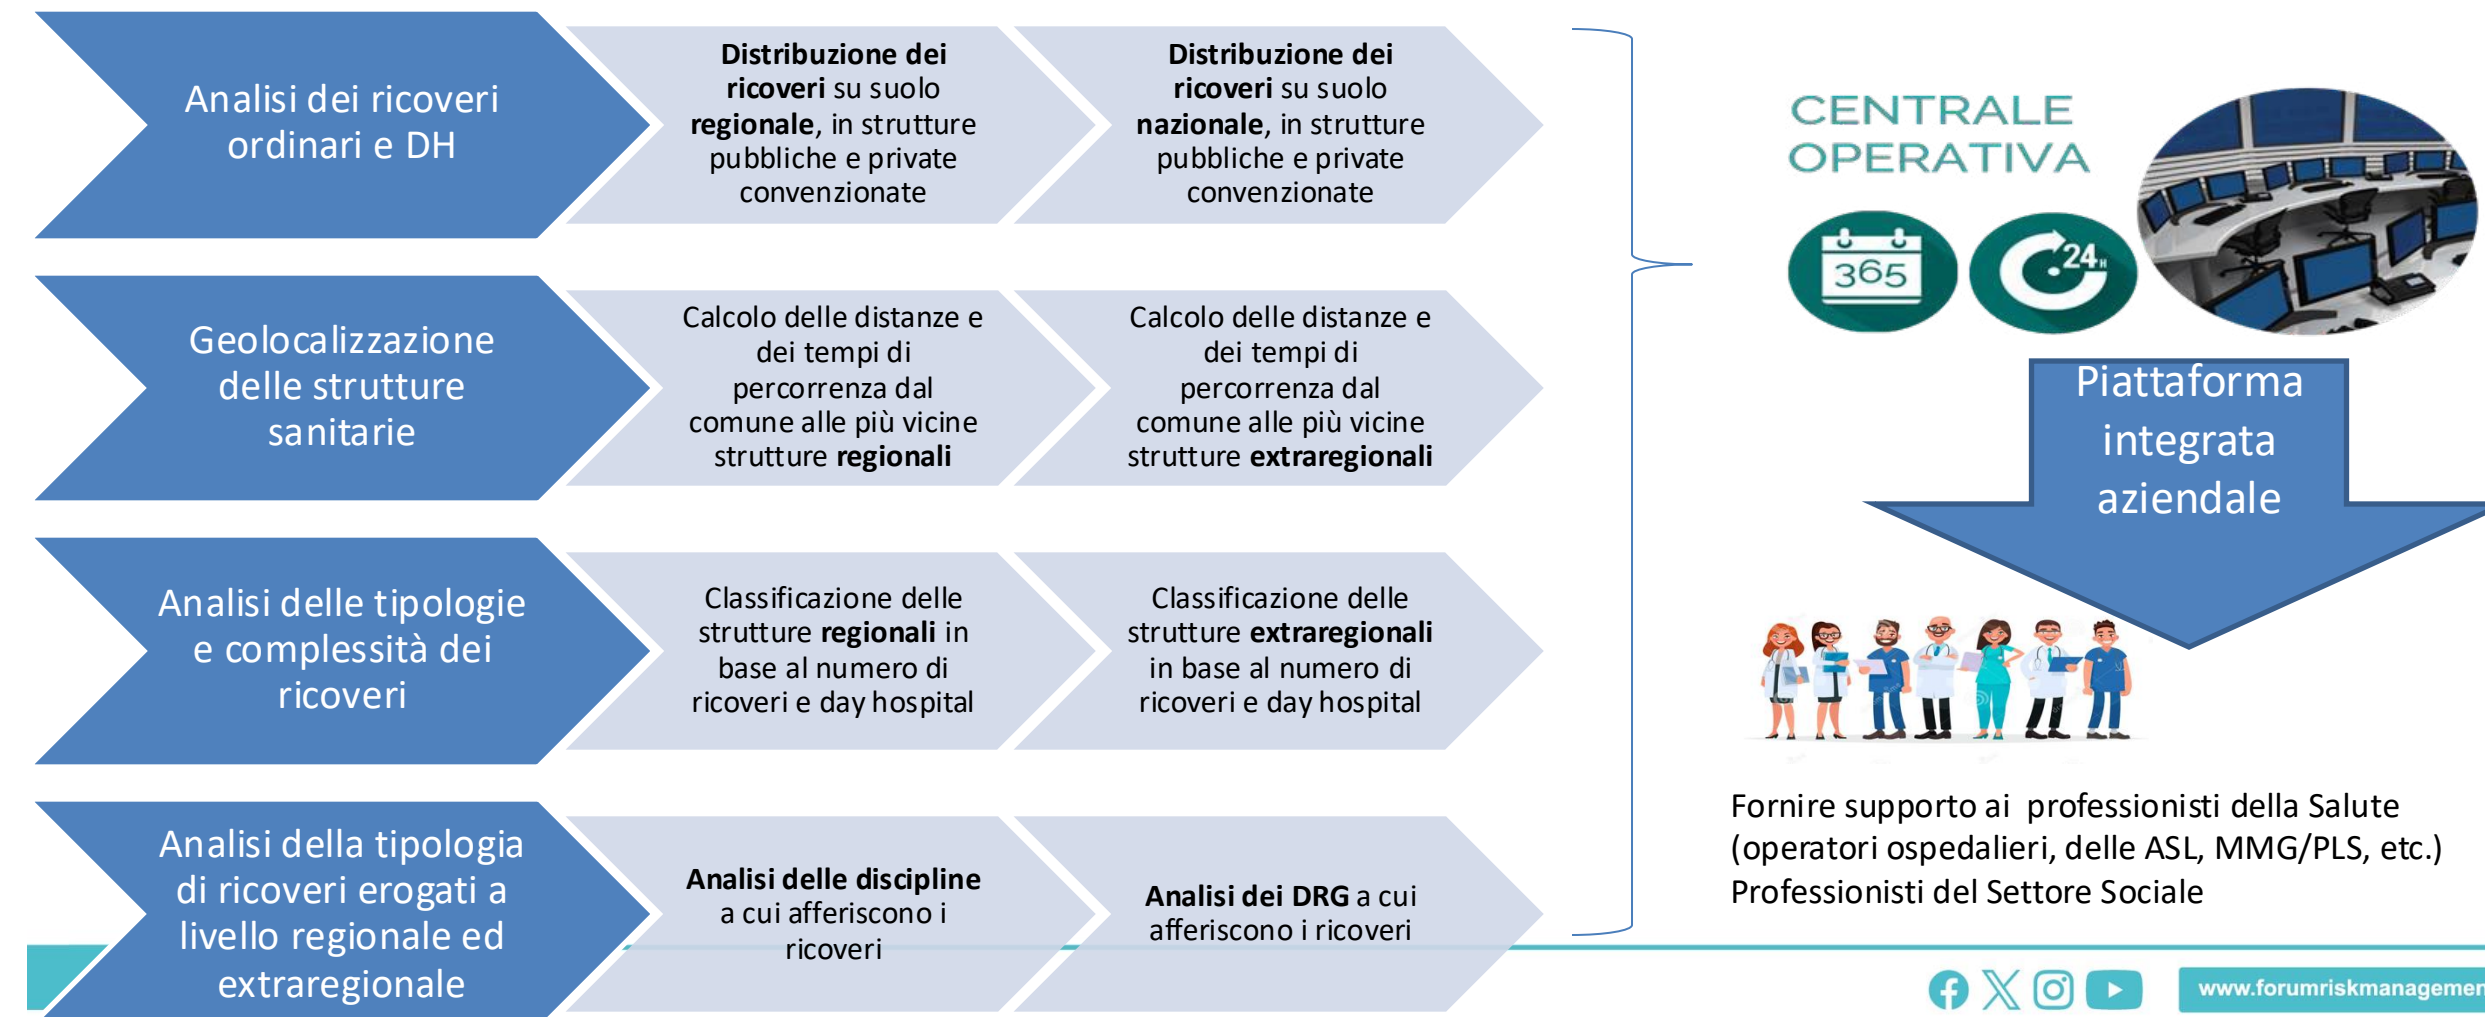 Analisi dei ricoveri
ordinari e DH
Distribuzione dei
ricoveri su suolo
regionale, in strutture
pubbliche e private
convenzionate
Distribuzione dei
ricoveri su suolo
nazionale, in strutture
pubbliche e private
convenzionate
Geolocalizzazione
delle strutture
sanitarie
Calcolo delle distanze e
dei tempi di
percorrenza dal
comune alle più vicine
strutture regionali
Calcolo delle distanze e
dei tempi di
percorrenza dal
comune alle più vicine
strutture extraregionali
Analisi delle tipologie
e complessità dei
ricoveri
Classificazione delle
strutture regionali in
base al numero di
ricoveri e day hospital
Classificazione delle
strutture extraregionali
in base al numero di
ricoveri e day hospital
Analisi della tipologia
di ricoveri erogati a
livello regionale ed
extraregionale
Analisi delle discipline
a cui afferiscono i
ricoveri
Analisi dei DRG a cui
afferiscono i ricoveri
CENTRALE
OPERATIVA
365
24H
Piattaforma
integrata
aziendale
Fornire supporto ai professionisti della Salute
(operatori ospedalieri, delle ASL, MMG/PLS, etc.)
Professionisti del Settore Sociale
www.forumriskmanagemen